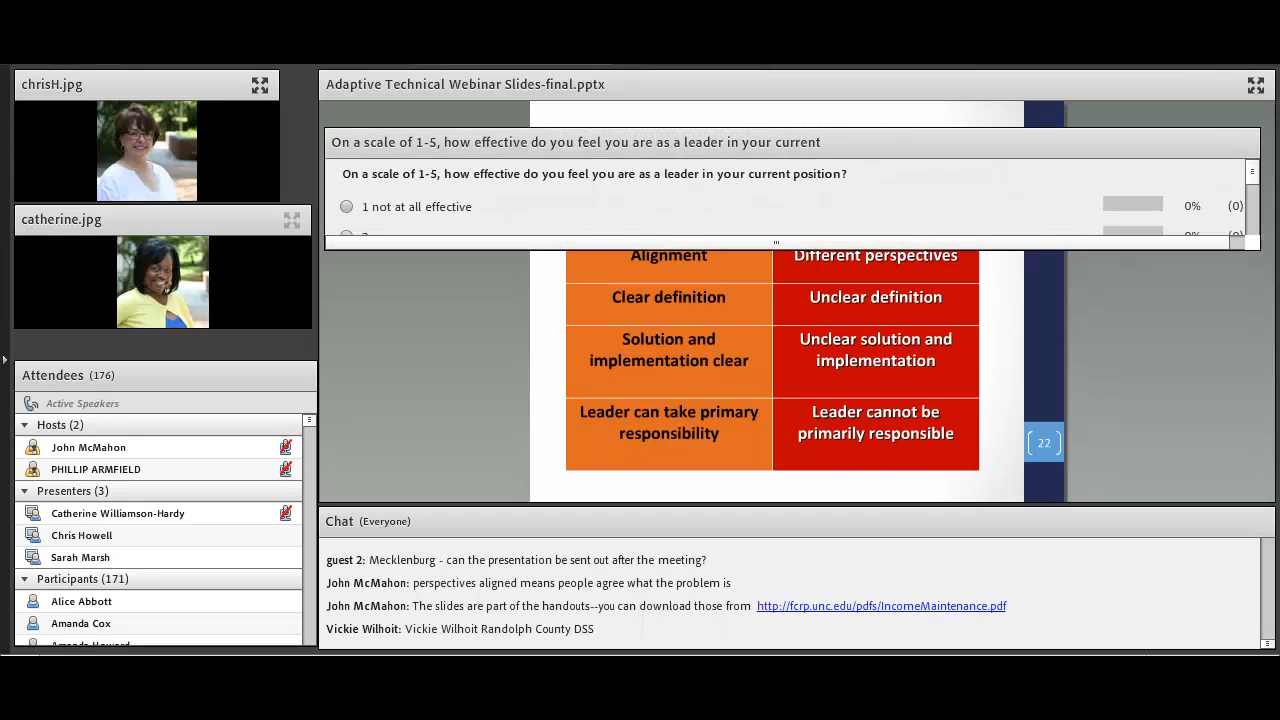 chrisH.jpg
catherine.jpg
Attendees (176)
Active Speakers
Hosts (2)
John McMahon
PHILLIP ARMFIELD
Presenters (3)
Catherine Williamson-Hardy
Chris Howell
Sarah Marsh
Participants (171)
Alice Abbott
Amanda Cox
Amanda Howard
Adaptive Technical Webinar Slides-final.pptx
On a scale of 1-5, how effective do you feel you are as a leader in your current
On a scale of 1-5, how effective do you feel you are as a leader in your current position?
1 not at all effective 0% (0)
2 0% (0)
Alignment
Different perspectives
Clear definition
Unclear definition
Solution and
implementation clear
Unclear solution and
implementation
Leader can take primary
responsibility
Leader cannot be
primarily responsible
22
Chat (Everyone)
guest 2: Mecklenburg - can the presentation be sent out after the meeting?
John McMahon: perspectives aligned means people agree what the problem is
John McMahon: The slides are part of the handouts--you can download those from http://fcrp.unc.edu/pdfs/IncomeMaintenance.pdf
Vickie Wilhoit: Vickie Wilhoit Randolph County DSS